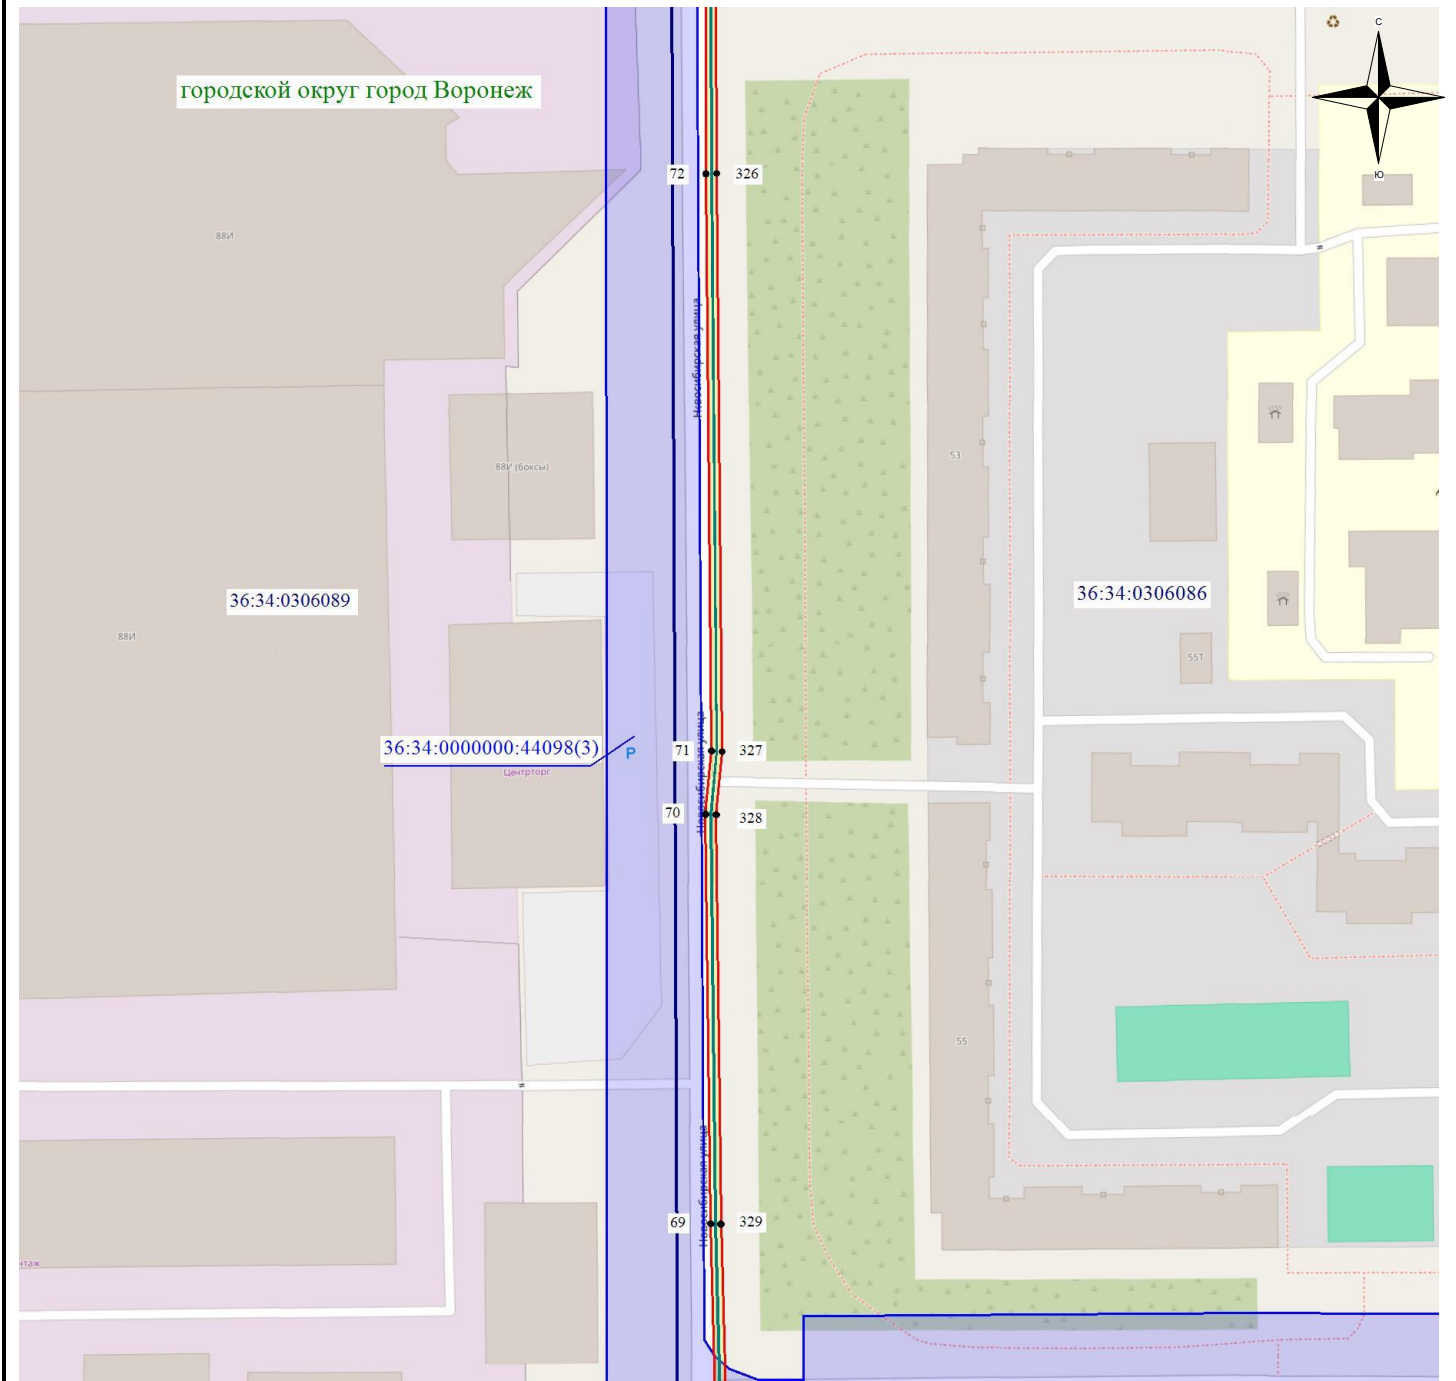 С
городской округ город Воронеж
72
326
Ю
88И
Новосибирская улица
53
88И (боксы)
36:34:0306089
36:34:0306086
88И
55Т
36:34:0000000:44098(3)
Р
71
327
Центрторг
Новосибирская улица
70
328
55
Новосибирская улица
69
329
нтаж